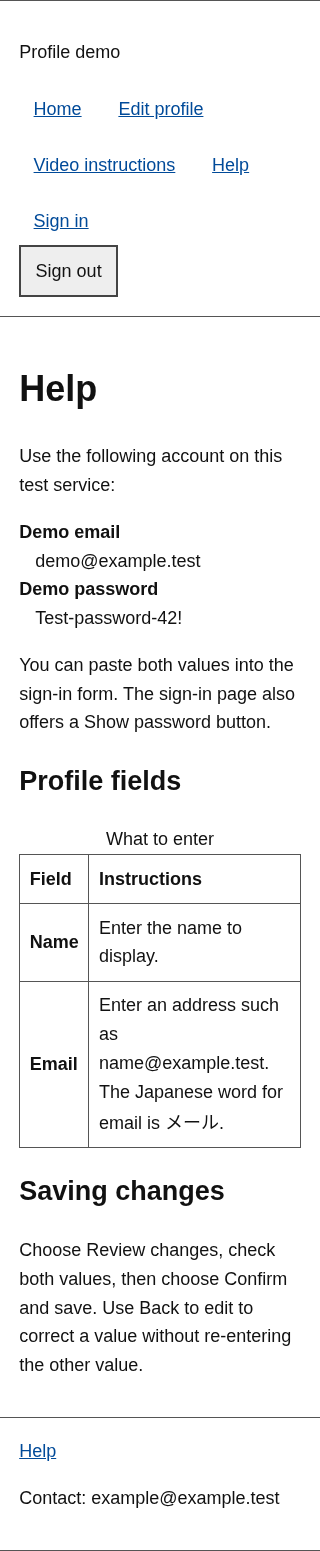 Profile demo
Home Edit profile
Video instructions Help
Sign in
Sign out
Help
Use the following account on this
test service:
Demo email
demo@example.test
Demo password
Test-password-42!
You can paste both values into the
sign-in form. The sign-in page also
offers a Show password button.
Profile fields
What to enter
Field Instructions
Name Enter the name to
display.
Email Enter an address such
as
name@example.test.
The Japanese word for
email is メール.
Saving changes
Choose Review changes, check
both values, then choose Confirm
and save. Use Back to edit to
correct a value without re-entering
the other value.
Help
Contact: example@example.test